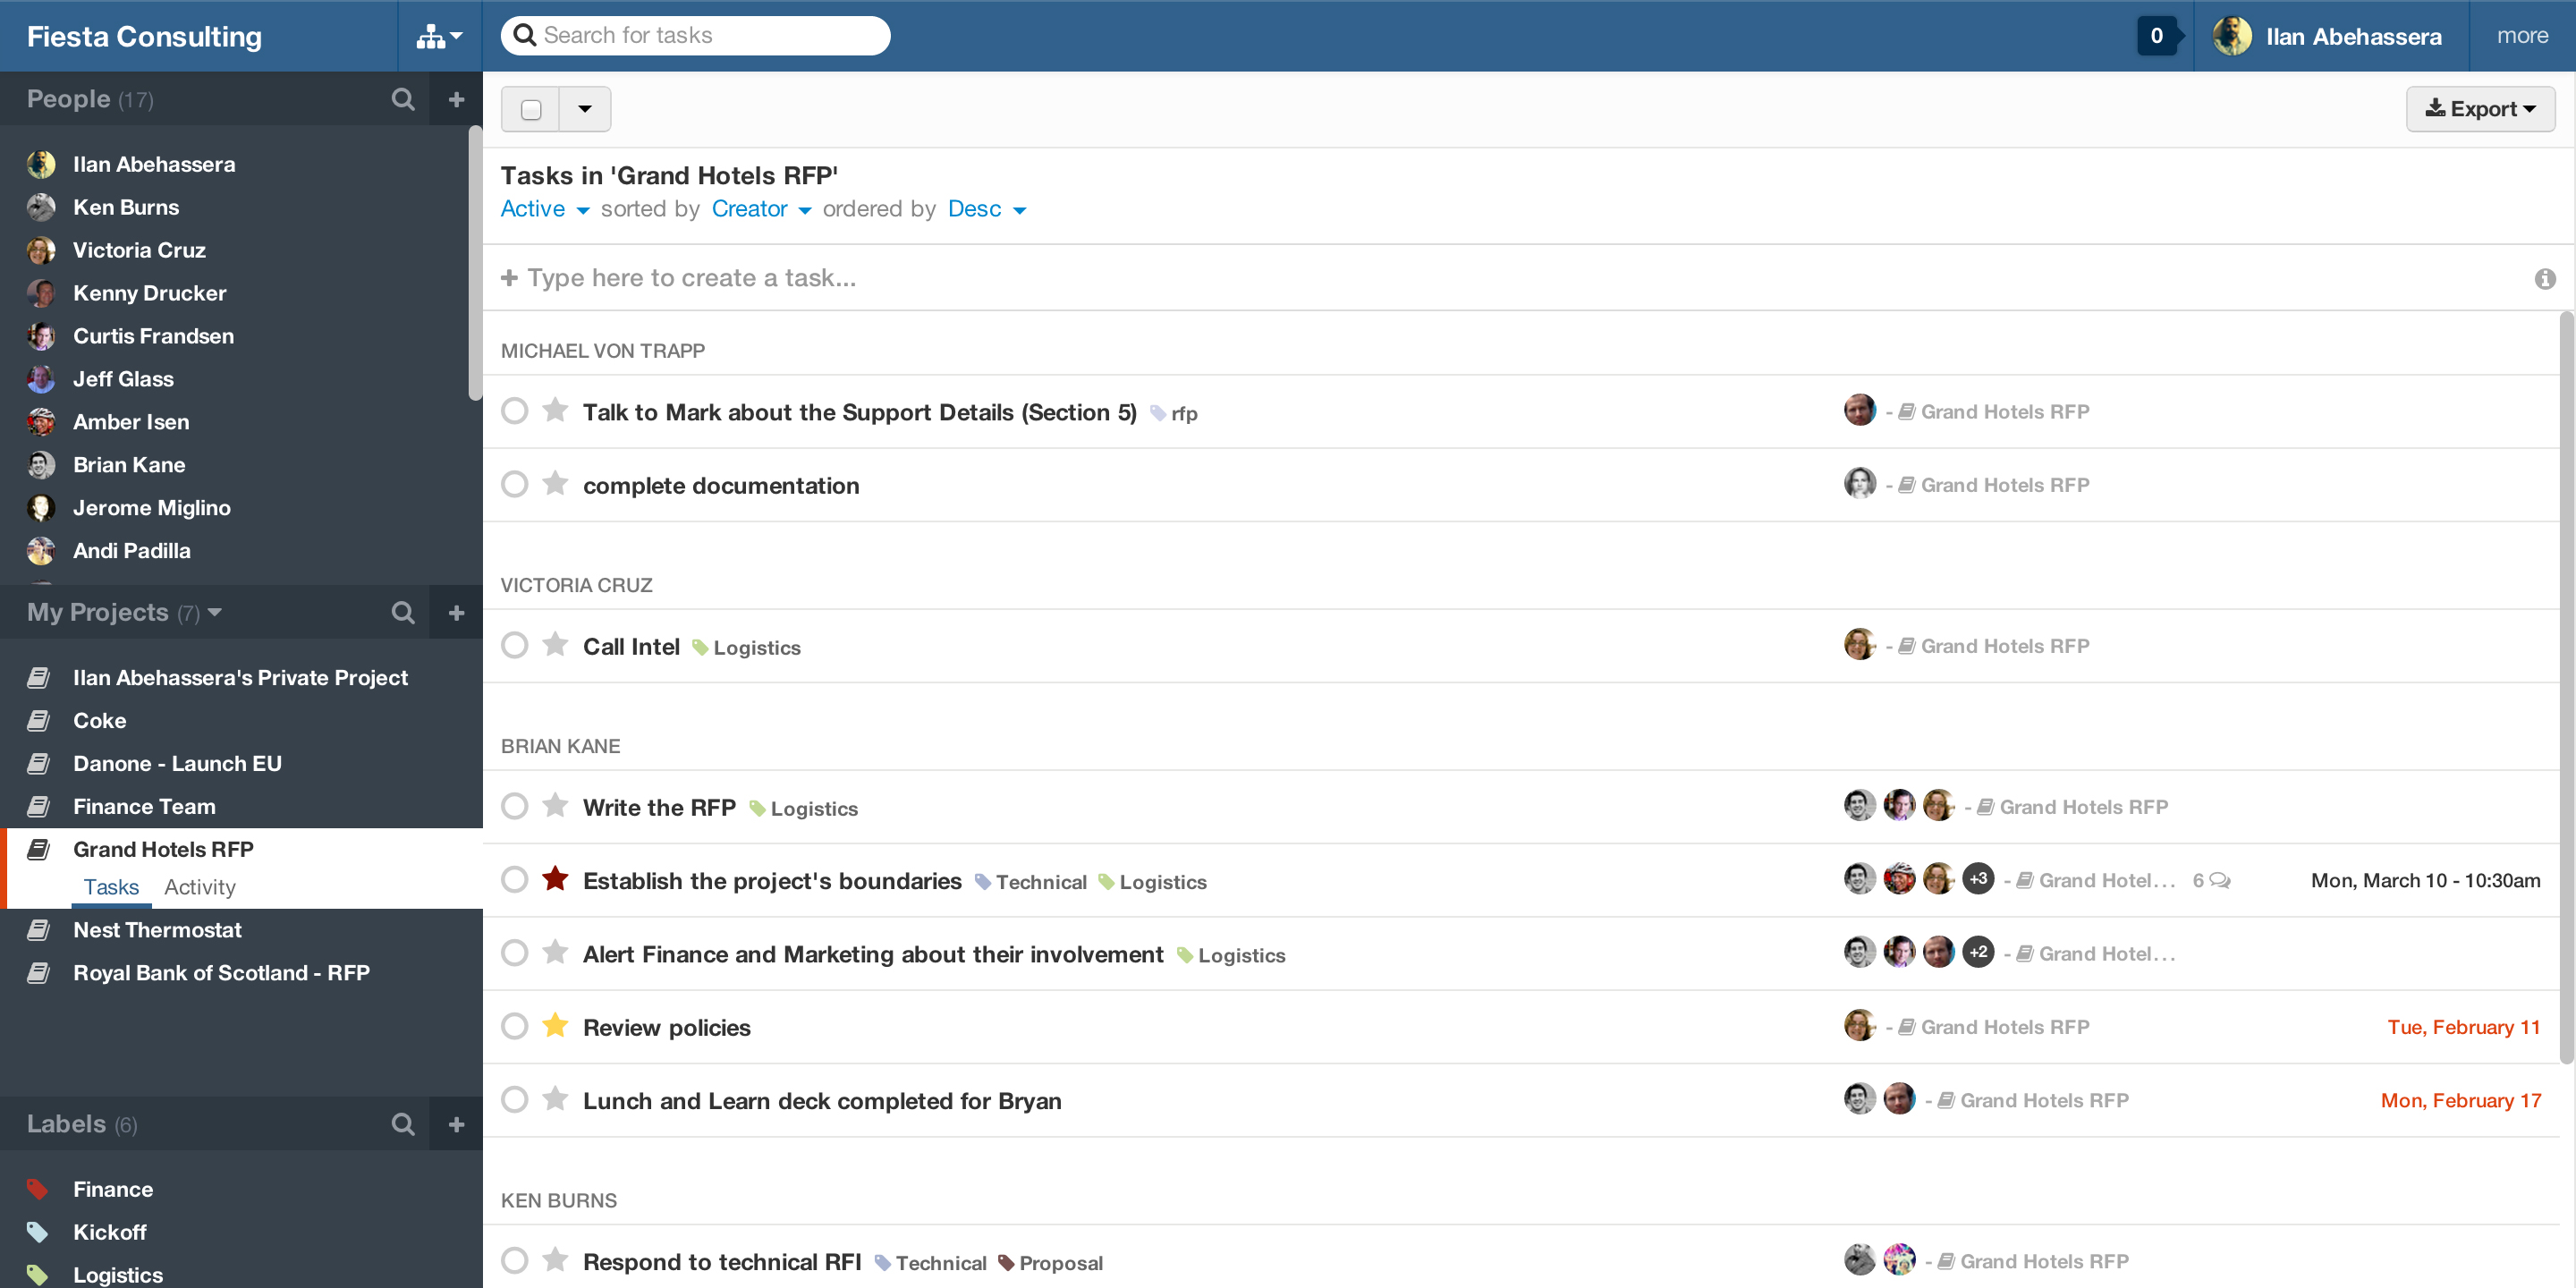 Fiesta Consulting
Search for tasks
0
Ilan Abehassera
more
People (17)
Ilan Abehassera
Ken Burns
Victoria Cruz
Kenny Drucker
Curtis Frandsen
Jeff Glass
Amber Isen
Brian Kane
Jerome Miglino
Andi Padilla
My Projects (7)
Ilan Abehassera's Private Project
Coke
Danone - Launch EU
Finance Team
Grand Hotels RFP
Tasks Activity
Nest Thermostat
Royal Bank of Scotland - RFP
Labels (6)
Finance
Kickoff
Logistics
Export
Tasks in 'Grand Hotels RFP'
Active sorted by Creator ordered by Desc
+ Type here to create a task...
MICHAEL VON TRAPP
Talk to Mark about the Support Details (Section 5) rfp - Grand Hotels RFP
complete documentation - Grand Hotels RFP
VICTORIA CRUZ
Call Intel Logistics - Grand Hotels RFP
BRIAN KANE
Write the RFP Logistics - Grand Hotels RFP
Establish the project's boundaries Technical Logistics +3 - Grand Hotel... 6 Mon, March 10 - 10:30am
Alert Finance and Marketing about their involvement Logistics +2 - Grand Hotel...
Review policies - Grand Hotels RFP Tue, February 11
Lunch and Learn deck completed for Bryan - Grand Hotels RFP Mon, February 17
KEN BURNS
Respond to technical RFI Technical Proposal - Grand Hotels RFP